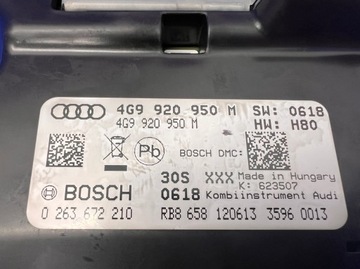 4G9 920 950 M SW: 0618
4G9 920 950 M HW: H80
Pb BOSCH DMC:
30S XXX Made in Hungary
K: 623507
BOSCH 0618 Kombiinstrument Audi
0 263 672 210 RB8 658 120613 3596 0013